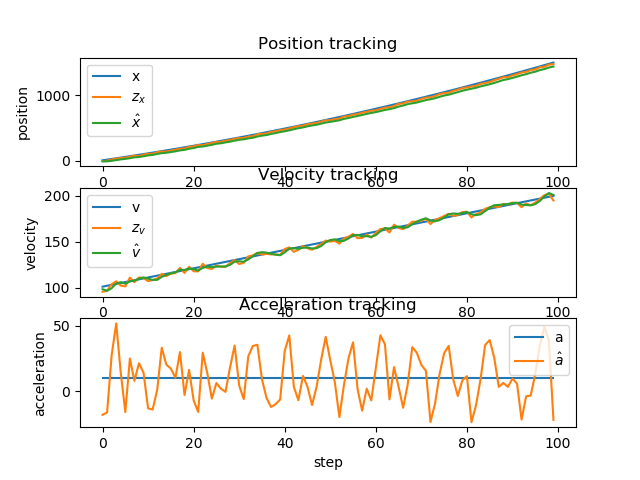 Position tracking
position
1000
0
x
z_x
x̂
0 20 40 60 80 100
Velocity tracking
velocity
200
150
100
v
z_v
v̂
0 20 40 60 80 100
Acceleration tracking
acceleration
50
0
a
â
0 20 40 60 80 100
step